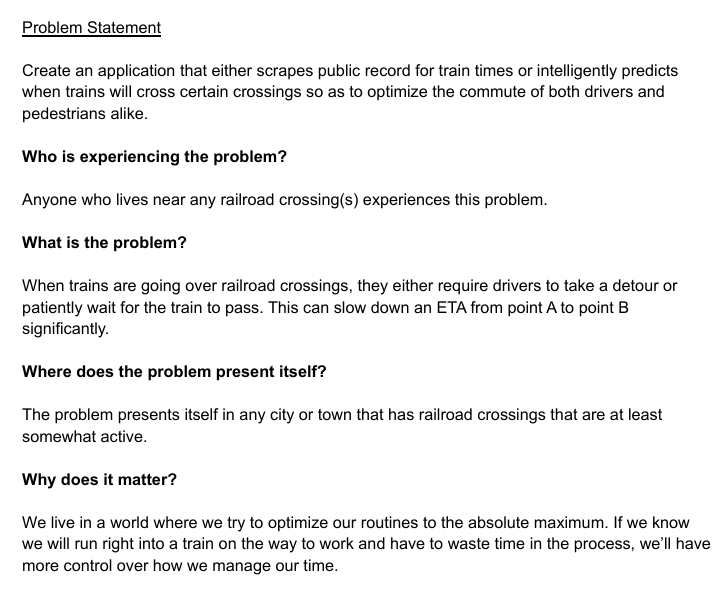 Problem Statement
Create an application that either scrapes public record for train times or intelligently predicts
when trains will cross certain crossings so as to optimize the commute of both drivers and
pedestrians alike.
Who is experiencing the problem?
Anyone who lives near any railroad crossing(s) experiences this problem.
What is the problem?
When trains are going over railroad crossings, they either require drivers to take a detour or
patiently wait for the train to pass. This can slow down an ETA from point A to point B
significantly.
Where does the problem present itself?
The problem presents itself in any city or town that has railroad crossings that are at least
somewhat active.
Why does it matter?
We live in a world where we try to optimize our routines to the absolute maximum. If we know
we will run right into a train on the way to work and have to waste time in the process, we’ll have
more control over how we manage our time.